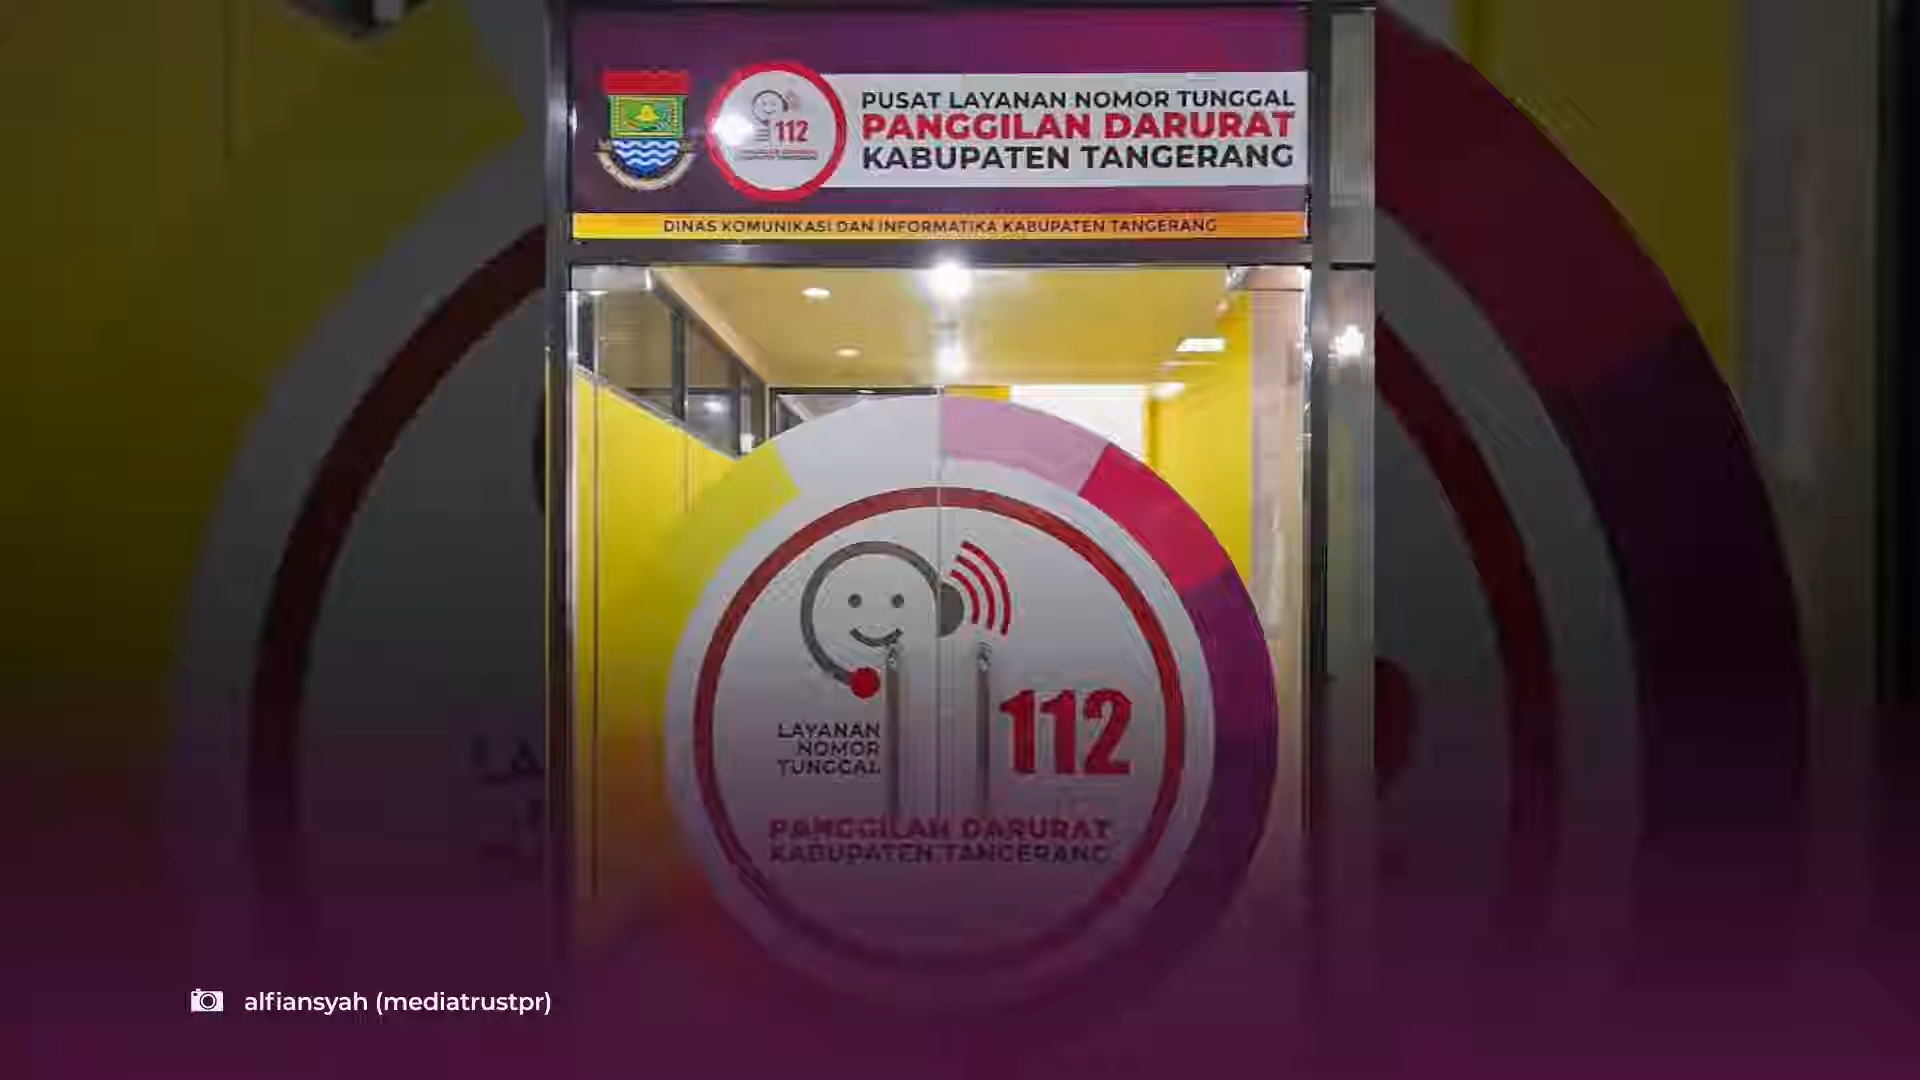 112
PUSAT LAYANAN NOMOR TUNGGAL
PANGGILAN DARURAT
KABUPATEN TANGERANG
DINAS KOMUNIKASI DAN INFORMATIKA KABUPATEN TANGERANG
LAYANAN
NOMOR
TUNGGAL
112
PANGGILAN DARURAT
KABUPATEN TANGERANG
alfiansyah (mediatrustpr)